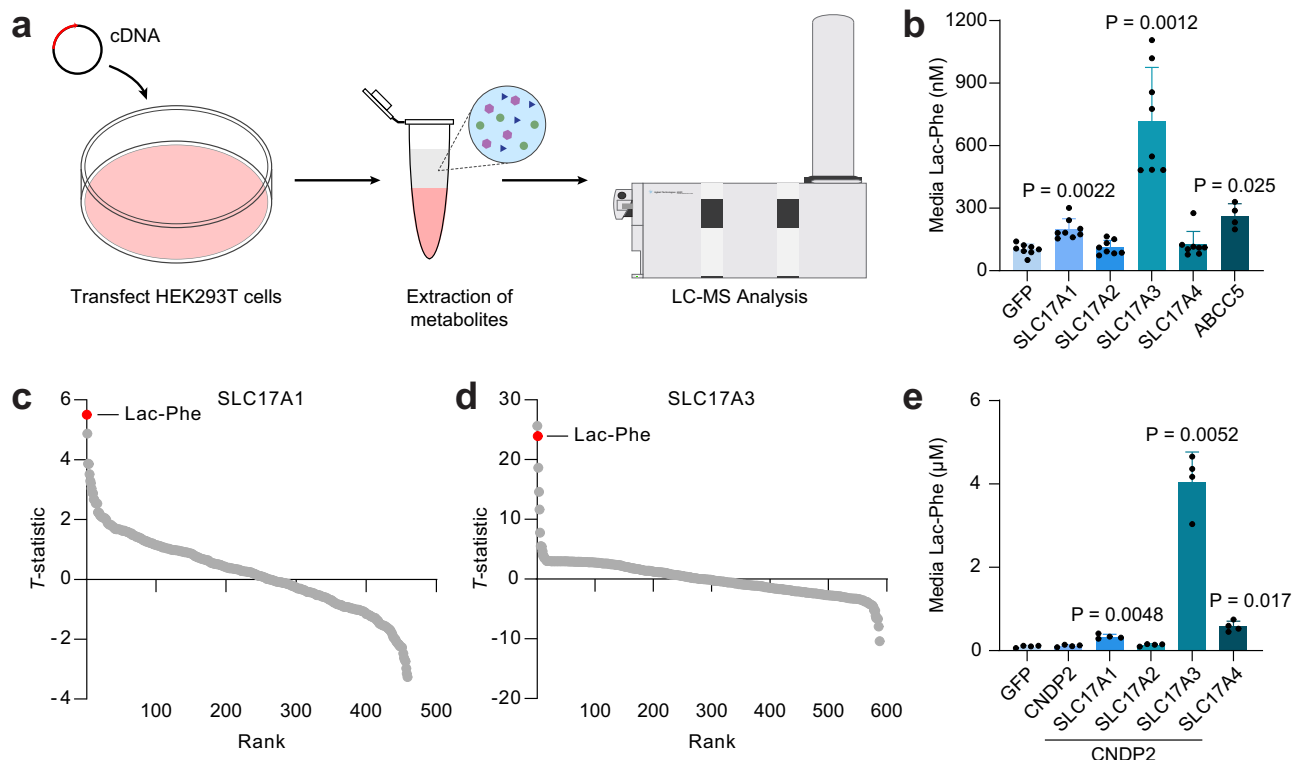 a
cDNA
Transfect HEK293T cells
Extraction of
metabolites
LC-MS Analysis
b
Media Lac-Phe (nM)
1200
900
600
300
0
P = 0.0022
P = 0.0012
P = 0.025
GFP
SLC17A1
SLC17A2
SLC17A3
SLC17A4
ABCC5
c
SLC17A1
T-statistic
6
4
2
0
-2
-4
Lac-Phe
100
200
300
400
500
Rank
d
SLC17A3
T-statistic
30
20
10
0
-10
-20
Lac-Phe
100
200
300
400
500
600
Rank
e
Media Lac-Phe (µM)
6
4
2
0
P = 0.0048
P = 0.0052
P = 0.017
GFP
CNDP2
SLC17A1
SLC17A2
SLC17A3
SLC17A4
CNDP2